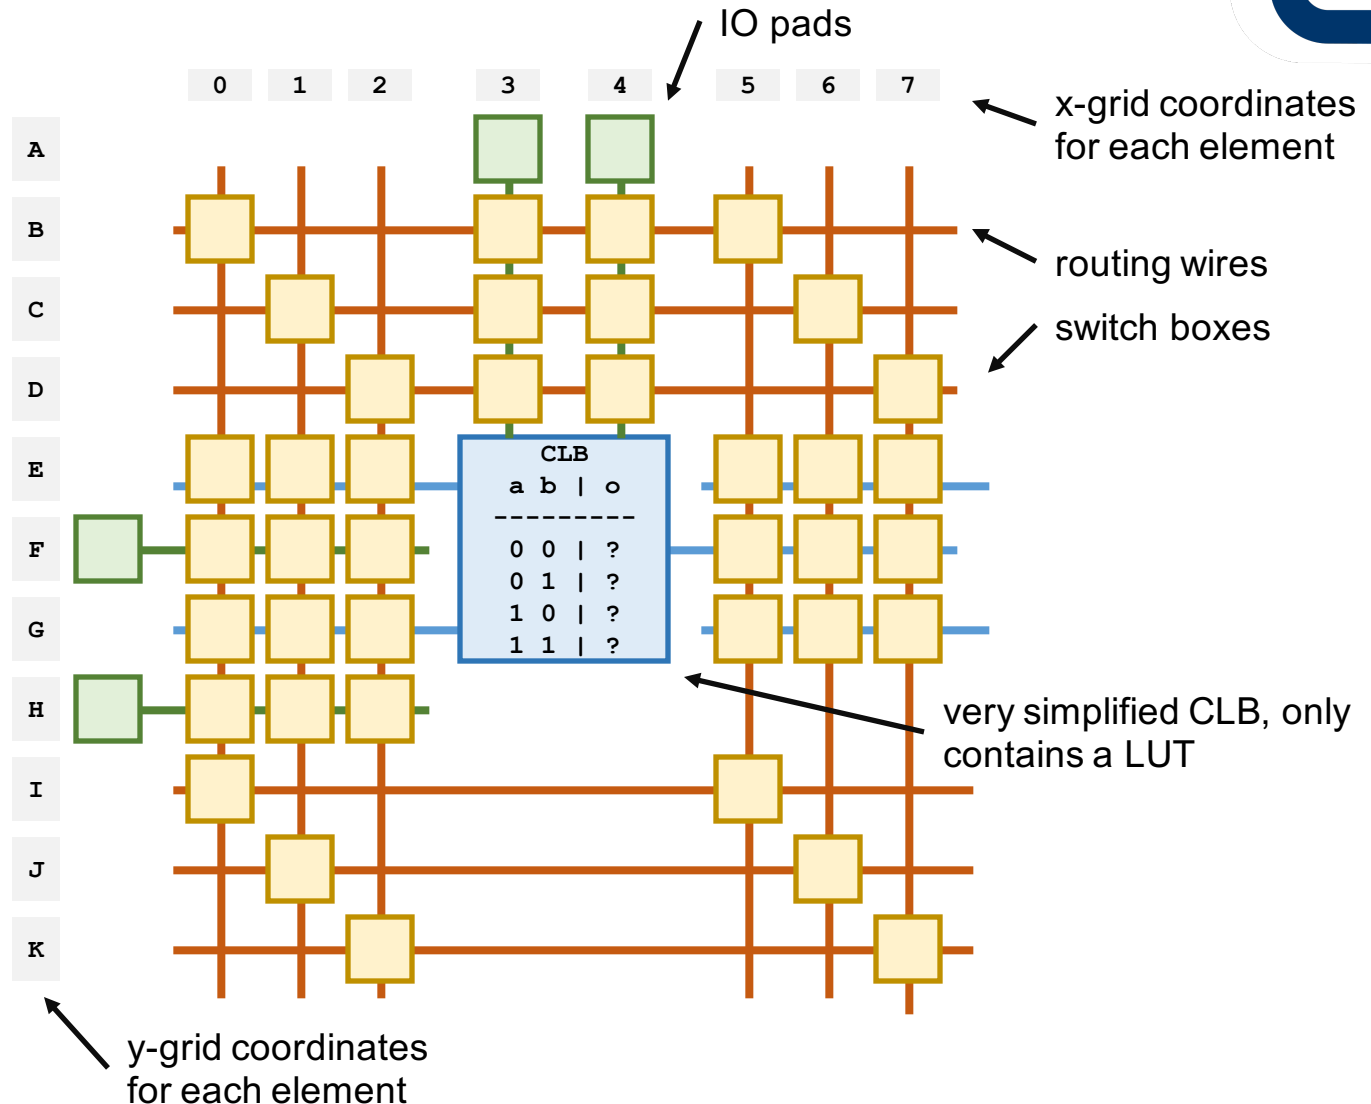 IO pads
0 1 2 3 4 5 6 7
x-grid coordinates
for each element
A
B
routing wires
C
switch boxes
D
E
CLB
a b | o
---------
F
0 0 | ?
0 1 | ?
G
1 0 | ?
1 1 | ?
H
very simplified CLB, only
contains a LUT
I
J
K
y-grid coordinates
for each element